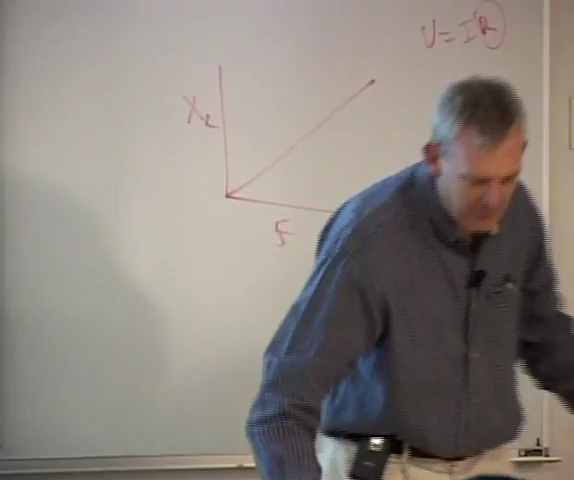 V = IR
XL
F